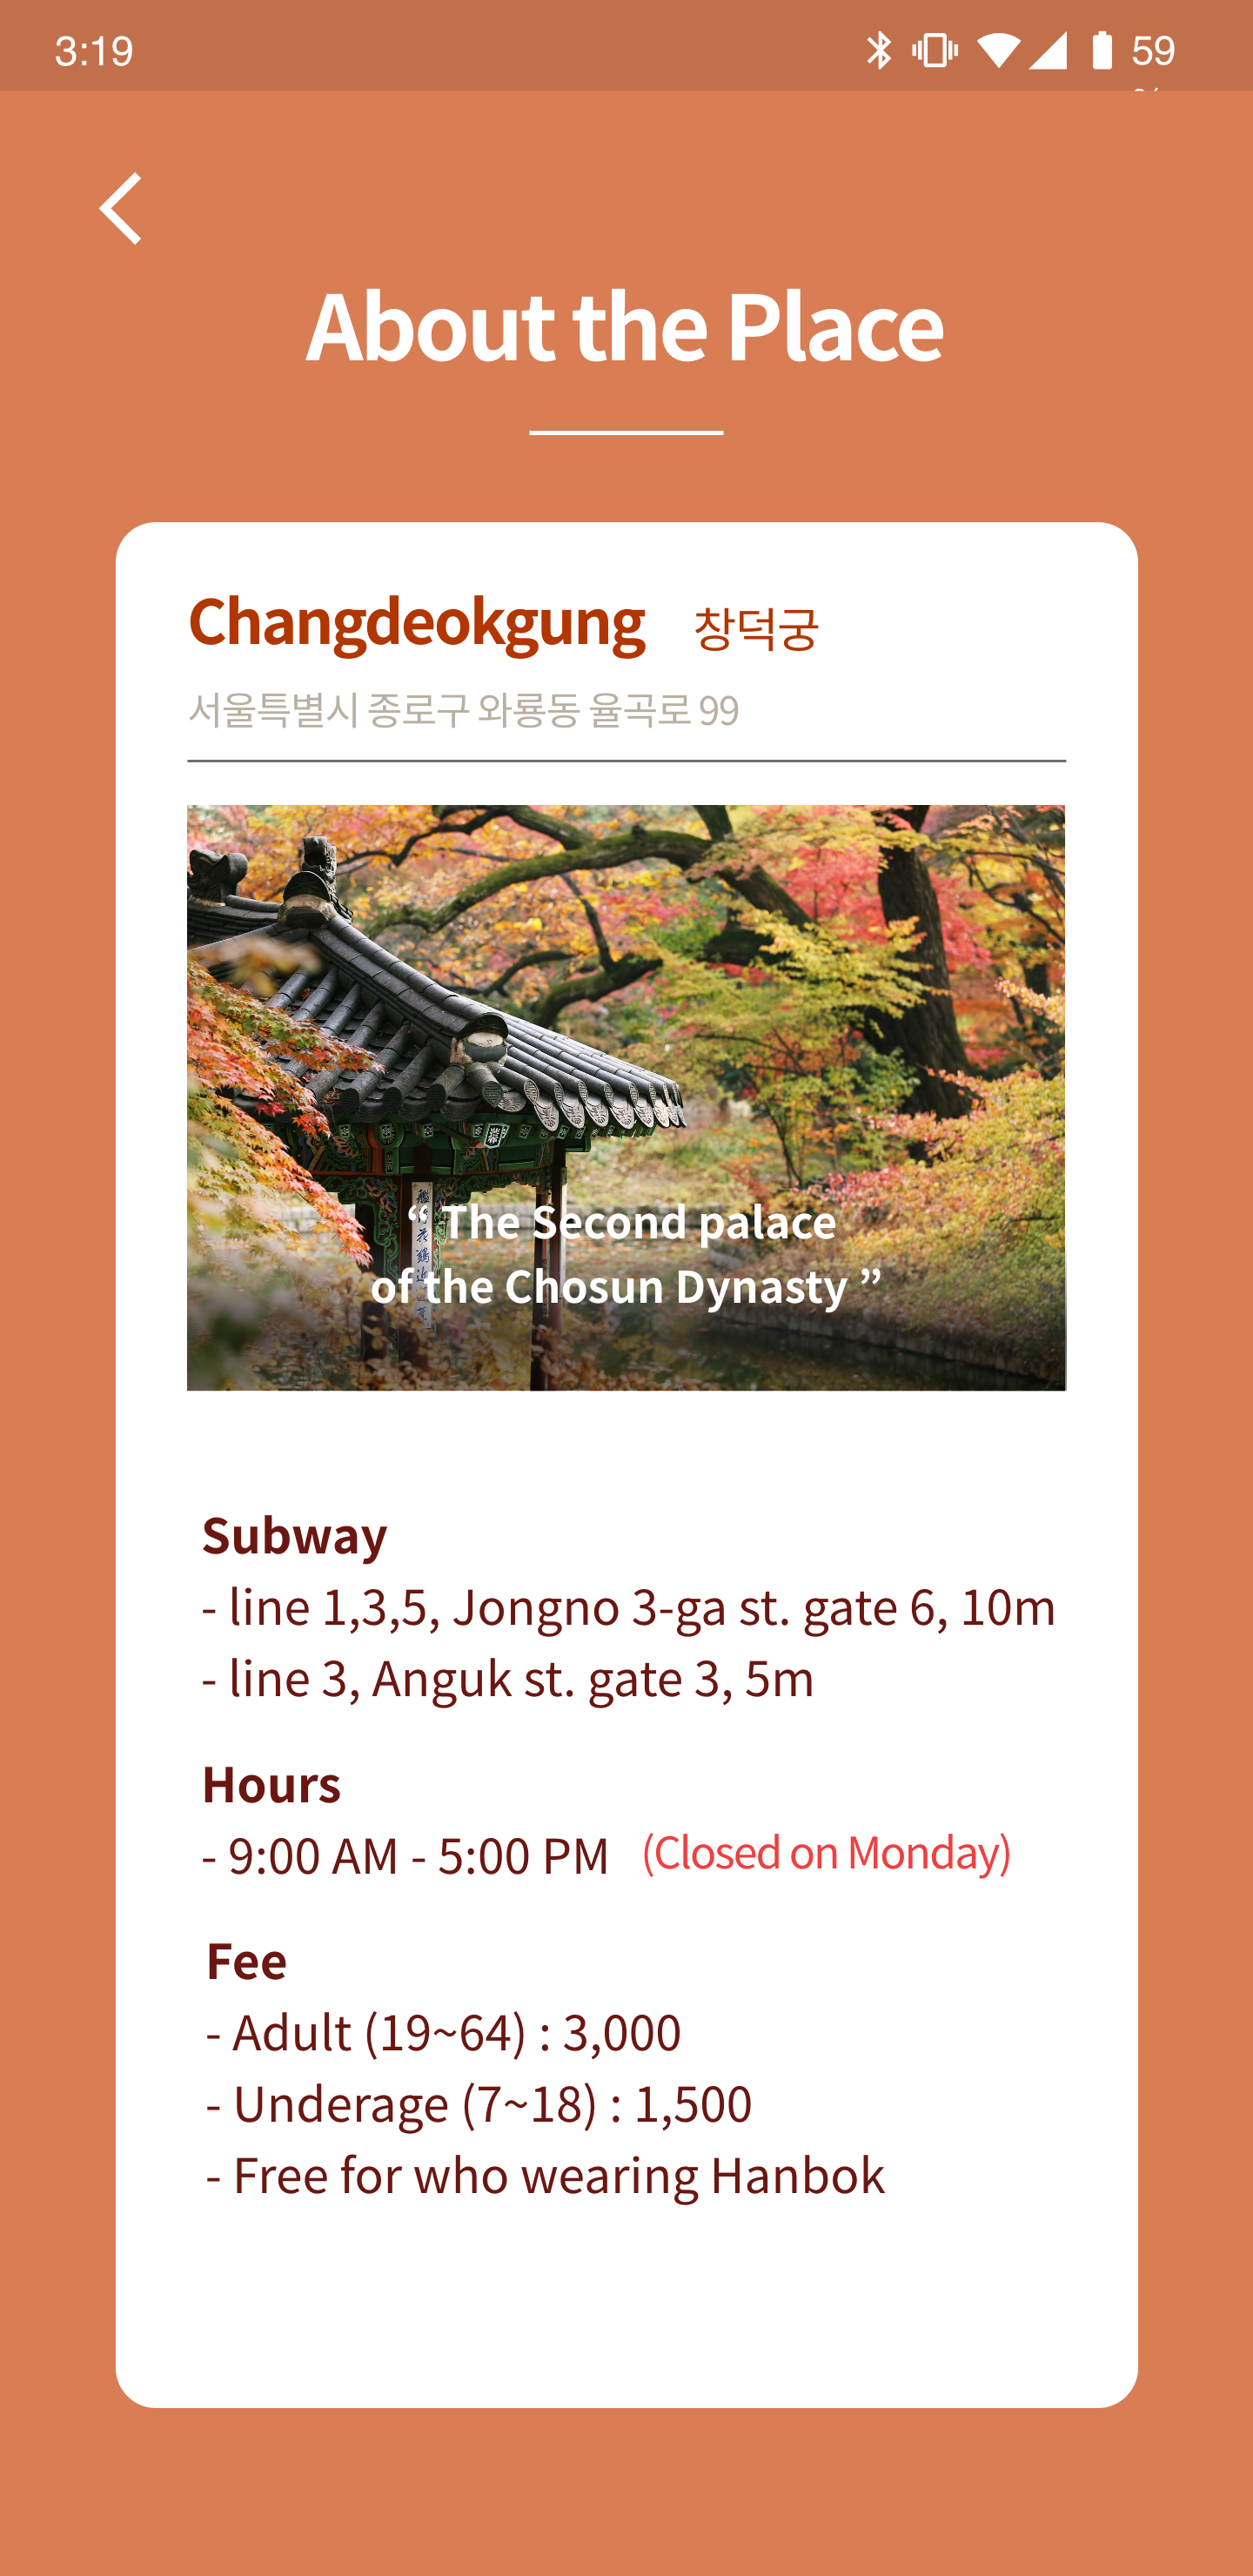 3:19
59
About the Place
Changdeokgung 창덕궁
서울특별시 종로구 와룡동 율곡로 99
“ The Second palace
of the Chosun Dynasty ”
Subway
- line 1,3,5, Jongno 3-ga st. gate 6, 10m
- line 3, Anguk st. gate 3, 5m
Hours
- 9:00 AM - 5:00 PM (Closed on Monday)
Fee
- Adult (19~64) : 3,000
- Underage (7~18) : 1,500
- Free for who wearing Hanbok